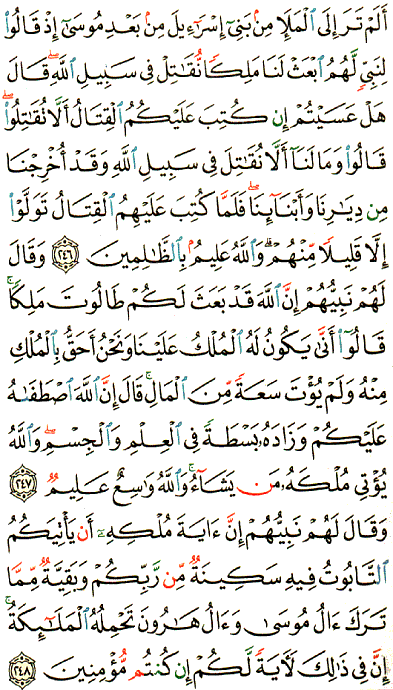 أَلَمْ تَرَ إِلَى ٱلْمَلَإِ مِنۢ بَنِىٓ إِسْرَٰٓءِيلَ مِنۢ بَعْدِ مُوسَىٰٓ إِذْ قَالُوا۟
لِنَبِىٍّ لَّهُمُ ٱبْعَثْ لَنَا مَلِكًا نُّقَٰتِلْ فِى سَبِيلِ ٱللَّهِ ۖ قَالَ
هَلْ عَسَيْتُمْ إِن كُتِبَ عَلَيْكُمُ ٱلْقِتَالُ أَلَّا تُقَٰتِلُوا۟ ۖ
قَالُوا۟ وَمَا لَنَآ أَلَّا نُقَٰتِلَ فِى سَبِيلِ ٱللَّهِ وَقَدْ أُخْرِجْنَا
مِن دِيَٰرِنَا وَأَبْنَآئِنَا ۖ فَلَمَّا كُتِبَ عَلَيْهِمُ ٱلْقِتَالُ تَوَلَّوْا۟
إِلَّا قَلِيلًا مِّنْهُمْ ۗ وَٱللَّهُ عَلِيمٌۢ بِٱلظَّٰلِمِينَ ٢٤٦ وَقَالَ
لَهُمْ نَبِيُّهُمْ إِنَّ ٱللَّهَ قَدْ بَعَثَ لَكُمْ طَالُوتَ مَلِكًا ۚ
قَالُوٓا۟ أَنَّىٰ يَكُونُ لَهُ ٱلْمُلْكُ عَلَيْنَا وَنَحْنُ أَحَقُّ بِٱلْمُلْكِ
مِنْهُ وَلَمْ يُؤْتَ سَعَةً مِّنَ ٱلْمَالِ ۚ قَالَ إِنَّ ٱللَّهَ ٱصْطَفَىٰهُ
عَلَيْكُمْ وَزَادَهُۥ بَسْطَةً فِى ٱلْعِلْمِ وَٱلْجِسْمِ ۖ وَٱللَّهُ
يُؤْتِى مُلْكَهُۥ مَن يَشَآءُ ۚ وَٱللَّهُ وَٰسِعٌ عَلِيمٌ ٢٤٧
وَقَالَ لَهُمْ نَبِيُّهُمْ إِنَّ ءَايَةَ مُلْكِهِۦٓ أَن يَأْتِيَكُمُ
ٱلتَّابُوتُ فِيهِ سَكِينَةٌ مِّن رَّبِّكُمْ وَبَقِيَّةٌ مِّمَّا
تَرَكَ ءَالُ مُوسَىٰ وَءَالُ هَٰرُونَ تَحْمِلُهُ ٱلْمَلَٰٓئِكَةُ ۚ
إِنَّ فِى ذَٰلِكَ لَءَايَةً لَّكُمْ إِن كُنتُم مُّؤْمِنِينَ ٢٤٨